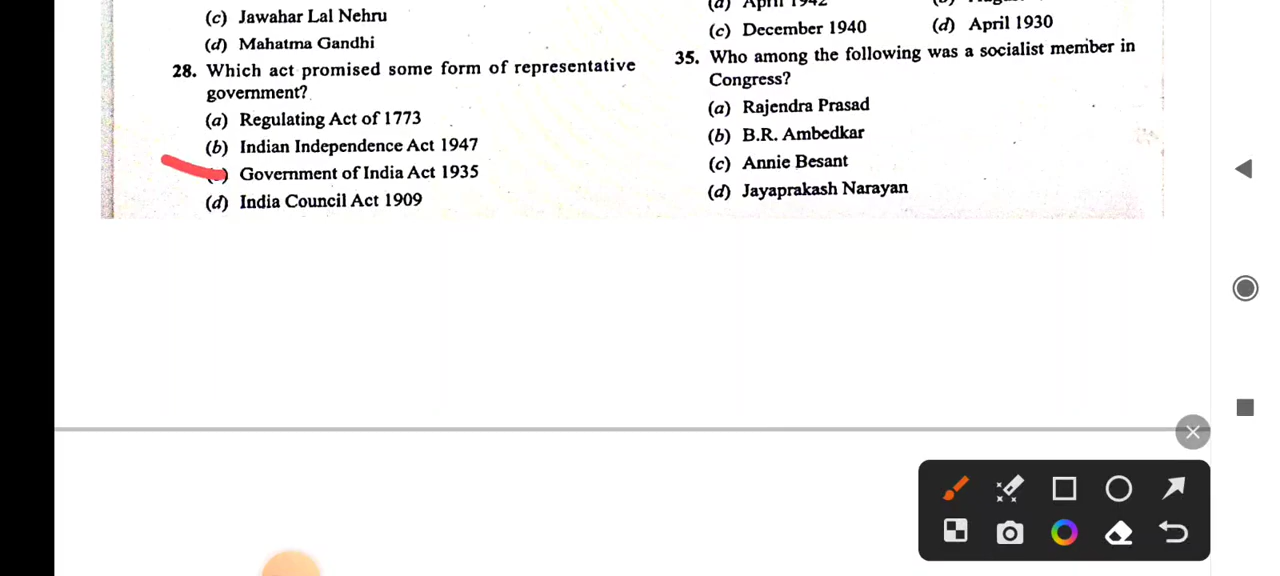 (c) Jawahar Lal Nehru
(d) Mahatma Gandhi
28. Which act promised some form of representative
government?
(a) Regulating Act of 1773
(b) Indian Independence Act 1947
Government of India Act 1935
(d) India Council Act 1909
(a) April 1942
(c) December 1940 (d) April 1930
35. Who among the following was a socialist member in
Congress?
(a) Rajendra Prasad
(b) B.R. Ambedkar
(c) Annie Besant
(d) Jayaprakash Narayan